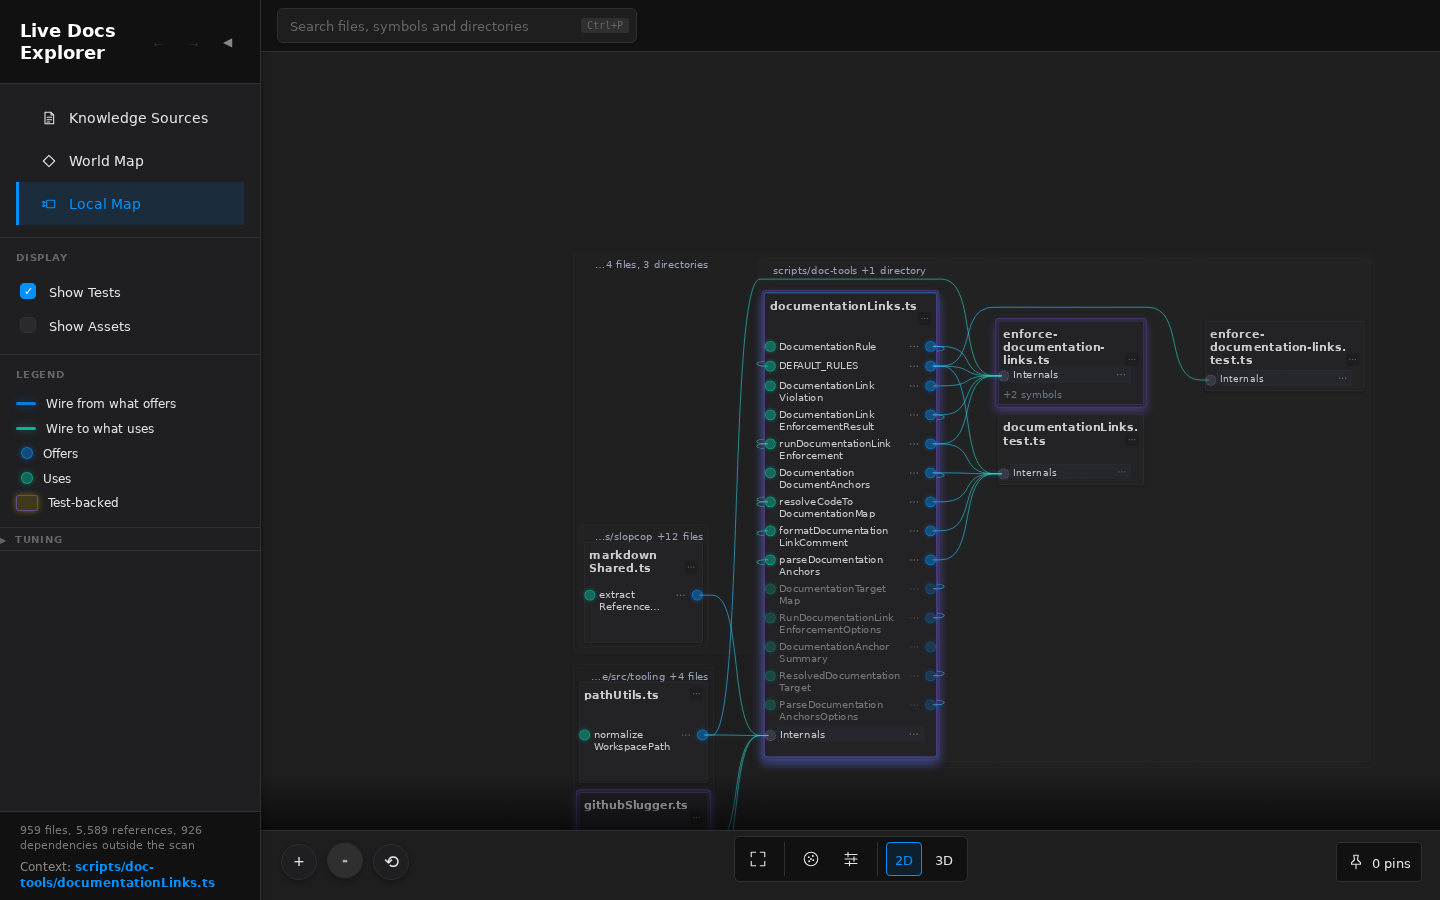 Live Docs
Explorer
← → ◀
Search files, symbols and directories
Ctrl+P
Knowledge Sources
World Map
Local Map
DISPLAY
✓ Show Tests
Show Assets
LEGEND
Wire from what offers
Wire to what uses
Offers
Uses
Test-backed
▸ TUNING
959 files, 5,589 references, 926
dependencies outside the scan
Context: scripts/doc-
tools/documentationLinks.ts
...4 files, 3 directories
scripts/doc-tools +1 directory
documentationLinks.ts
...
DocumentationRule ...
DEFAULT_RULES ...
DocumentationLink ...
Violation
DocumentationLink ...
EnforcementResult
runDocumentationLink ...
Enforcement
Documentation ...
DocumentAnchors
resolveCodeTo ...
DocumentationMap
formatDocumentation ...
LinkComment
parseDocumentation ...
Anchors
DocumentationTarget ...
Map
RunDocumentationLink ...
EnforcementOptions
DocumentationAnchor ...
Summary
ResolvedDocumentation ...
Target
ParseDocumentation ...
AnchorsOptions
Internals ...
enforce-
documentation-
links.ts ...
Internals ...
+2 symbols
documentationLinks.
test.ts ...
Internals ...
enforce-
documentation-links.
test.ts ...
Internals ...
...s/slopcop +12 files
markdown
Shared.ts ...
extract ...
Reference...
...e/src/tooling +4 files
pathUtils.ts ...
normalize ...
WorkspacePath
githubSlugger.ts
...
+ - ⟲
2D 3D
0 pins